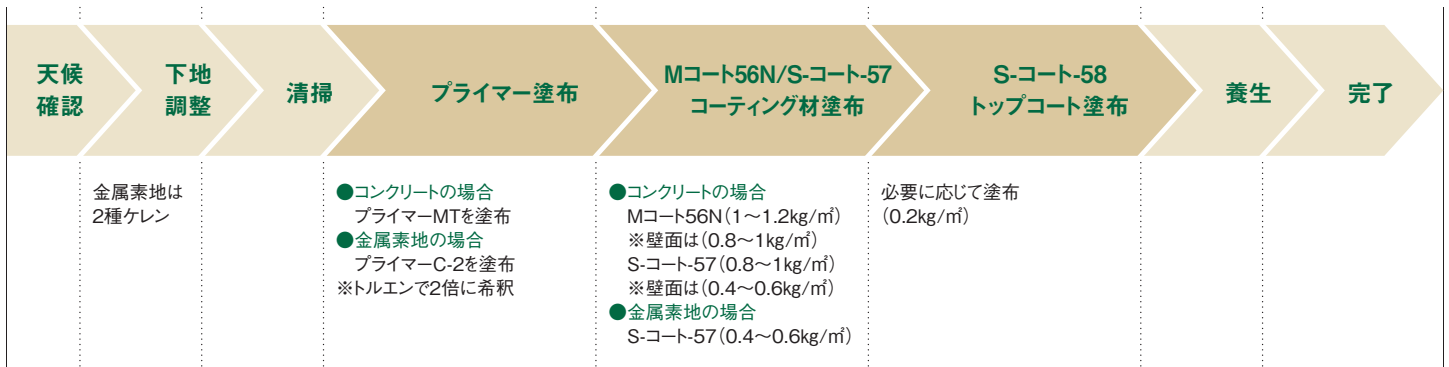 天候
確認
下地
調整
清掃
プライマー塗布
Mコート56N/S-コート-57
コーティング材塗布
S-コート-58
トップコート塗布
養生
完了
金属素地は
2種ケレン
●コンクリートの場合
プライマーMTを塗布
●金属素地の場合
プライマーC-2を塗布
※トルエンで2倍に希釈
●コンクリートの場合
Mコート56N(1〜1.2kg/㎡)
※壁面は(0.8〜1kg/㎡)
S-コート-57(0.8〜1kg/㎡)
※壁面は(0.4〜0.6kg/㎡)
●金属素地の場合
S-コート-57(0.4〜0.6kg/㎡)
必要に応じて塗布
(0.2kg/㎡)